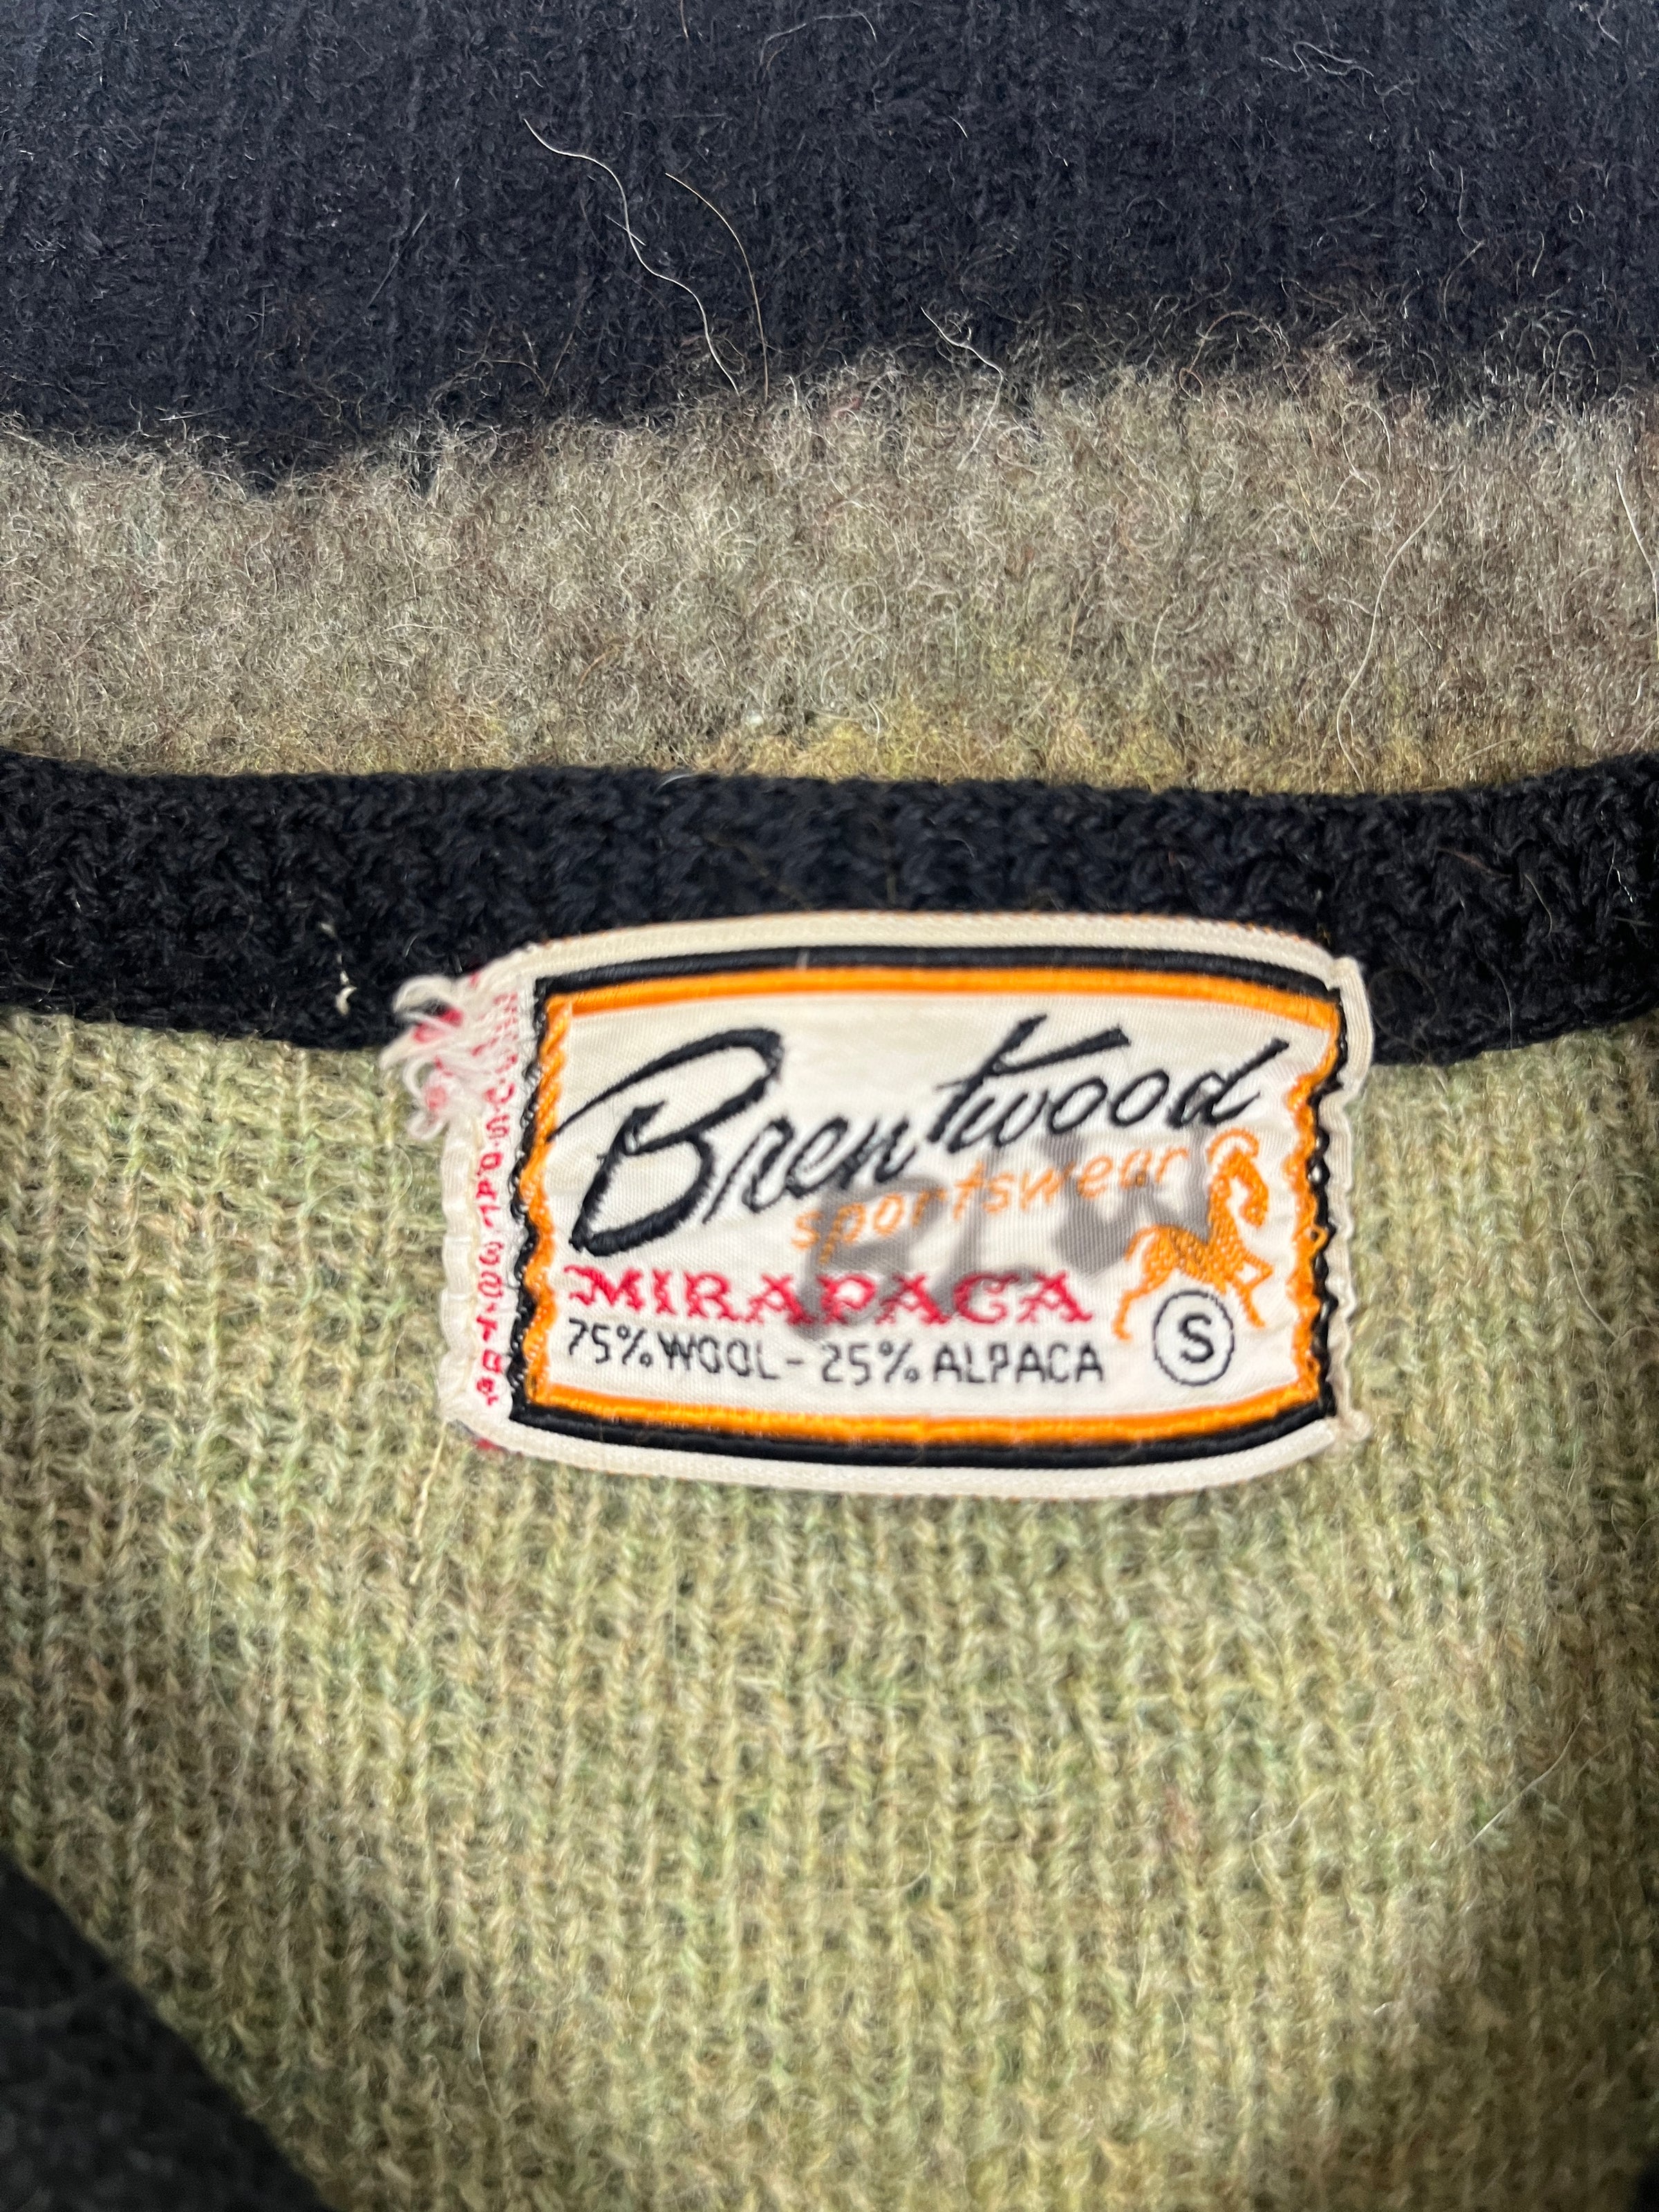 Brentwood
sportswear
MIRAPACA
75% WOOL - 25% ALPACA
S